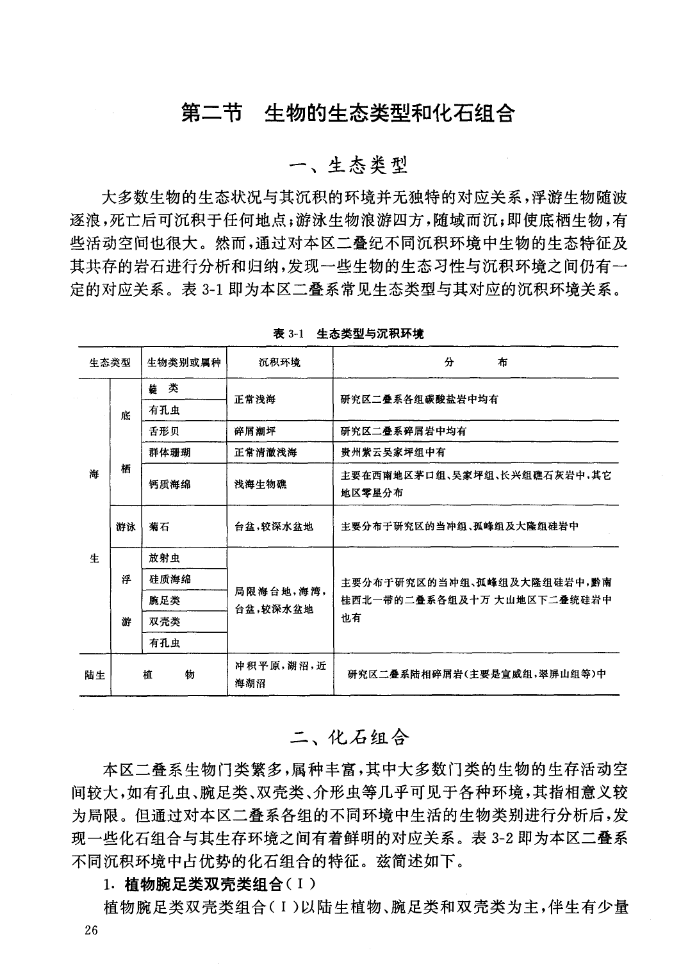 第二节 生物的生态类型和化石组合
一、生态类型
大多数生物的生态状况与其沉积的环境并无独特的对应关系,浮游生物随波
逐浪,死亡后可沉积于任何地点;游泳生物浪游四方,随域而沉;即使底栖生物,有
些活动空间也很大。然而,通过对本区二叠纪不同沉积环境中生物的生态特征及
其共存的岩石进行分析和归纳,发现一些生物的生态习性与沉积环境之间仍有一
定的对应关系。表 3-1 即为本区二叠系常见生态类型与其对应的沉积环境关系。
表 3-1 生态类型与沉积环境
生态类型 生物类别或属种 沉积环境 分 布
海 生
底 栖
䗴 类
有孔虫
正常浅海
研究区二叠系各组碳酸盐岩中均有
舌形贝 碎屑潮坪 研究区二叠系碎屑岩中均有
群体珊瑚 正常清澈浅海 贵州紫云吴家坪组中有
钙质海绵 浅海生物礁
主要在西南地区茅口组、吴家坪组、长兴组礁石灰岩中,其它
地区零星分布
游泳 菊石 台盆,较深水盆地 主要分布于研究区的当冲组、孤峰组及大隆组硅岩中
浮 游
放射虫
硅质海绵
腕足类
双壳类
有孔虫
局限海台地,海湾,
台盆,较深水盆地
主要分布于研究区的当冲组、孤峰组及大隆组硅岩中,黔南
桂西北一带的二叠系各组及十万 大山地区下二叠统硅岩中
也有
陆生 植 物
冲积平原,湖沼,近
海湖沼
研究区二叠系陆相碎屑岩(主要是宣威组,翠屏山组等)中
二、化石组合
本区二叠系生物门类繁多,属种丰富,其中大多数门类的生物的生存活动空
间较大,如有孔虫、腕足类、双壳类、介形虫等几乎可见于各种环境,其指相意义较
为局限。但通过对本区二叠系各组的不同环境中生活的生物类别进行分析后,发
现一些化石组合与其生存环境之间有着鲜明的对应关系。表 3-2 即为本区二叠系
不同沉积环境中占优势的化石组合的特征。兹简述如下。
1. 植物腕足类双壳类组合(Ⅰ)
植物腕足类双壳类组合(Ⅰ)以陆生植物、腕足类和双壳类为主,伴生有少量
26